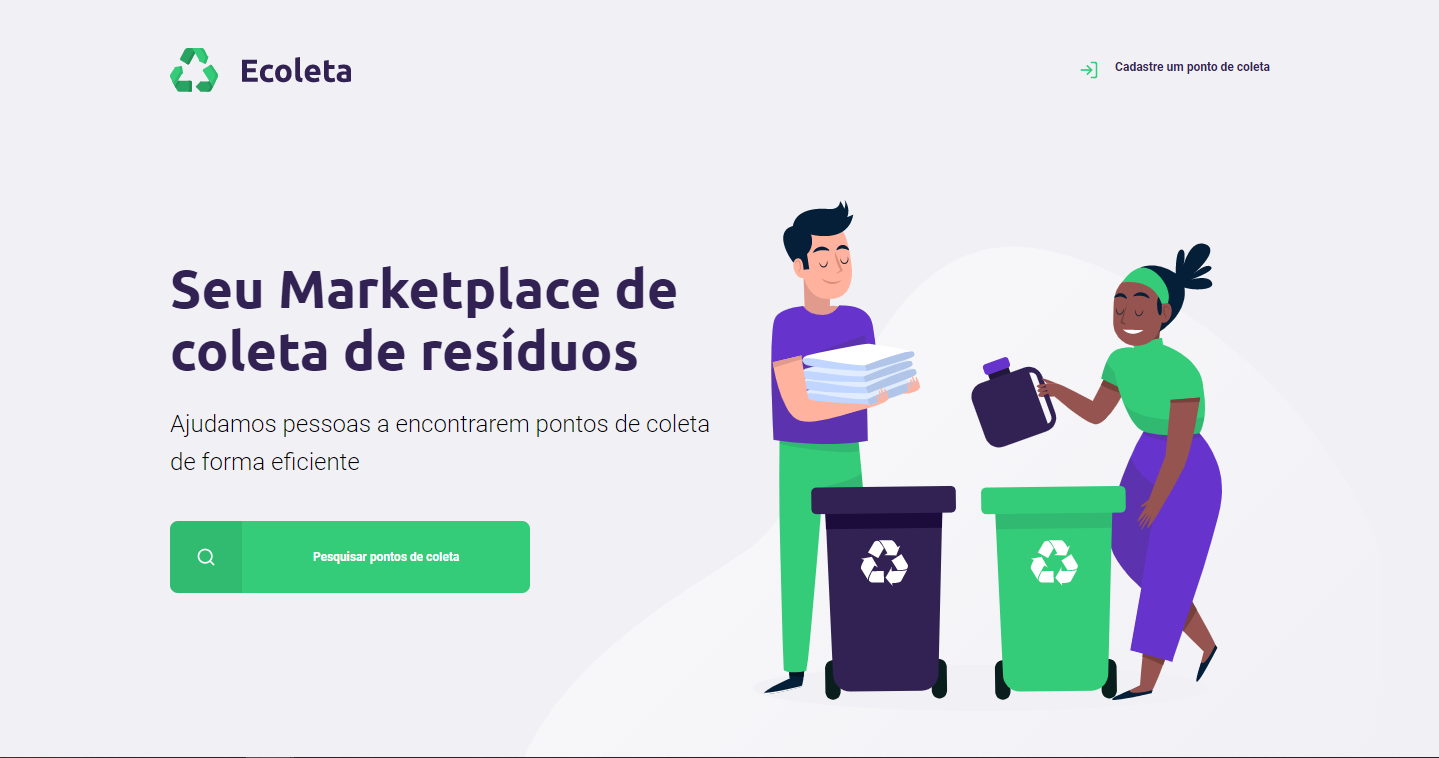 Ecoleta
Cadastre um ponto de coleta
Seu Marketplace de
coleta de resíduos
Ajudamos pessoas a encontrarem pontos de coleta
de forma eficiente
Pesquisar pontos de coleta